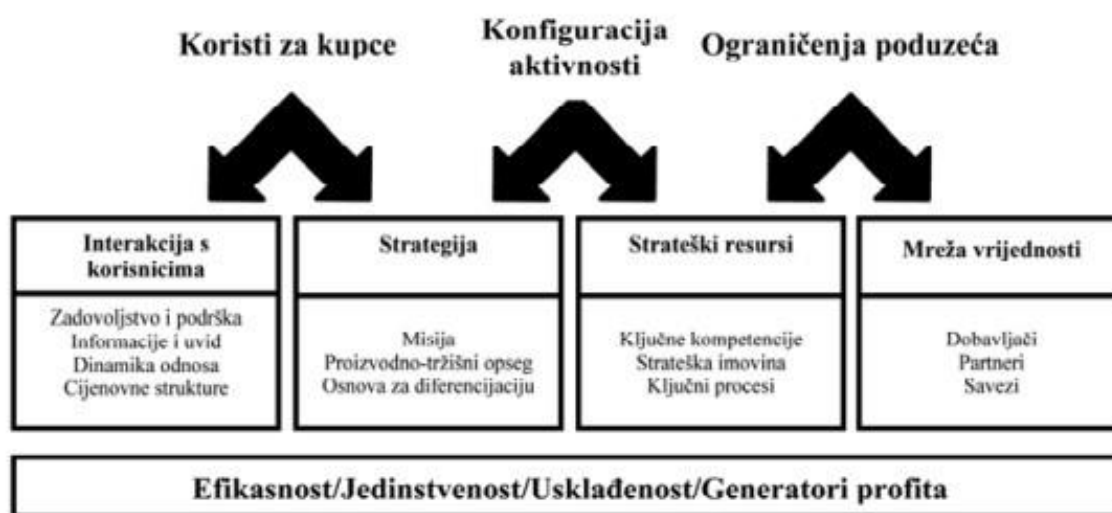 Koristi za kupce
Konfiguracija
aktivnosti
Ograničenja poduzeća
Interakcija s
korisnicima
Zadovoljstvo i podrška
Informacije i uvid
Dinamika odnosa
Cijenovne strukture
Strategija
Misija
Proizvodno-tržišni opseg
Osnova za diferencijaciju
Strateški resursi
Ključne kompetencije
Strateška imovina
Ključni procesi
Mreža vrijednosti
Dobavljači
Partneri
Savezi
Efikasnost/Jedinstvenost/Usklađenost/Generatori profita